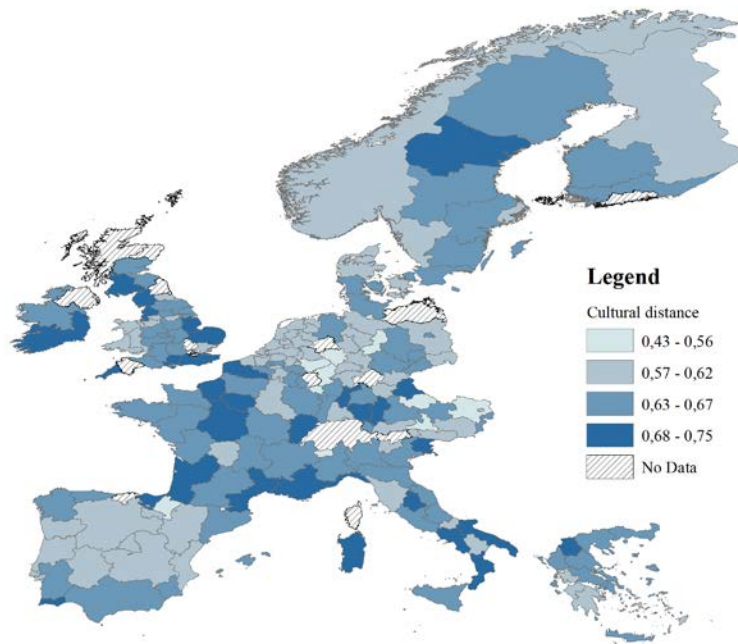 Legend
Cultural distance
0,43 - 0,56
0,57 - 0,62
0,63 - 0,67
0,68 - 0,75
No Data